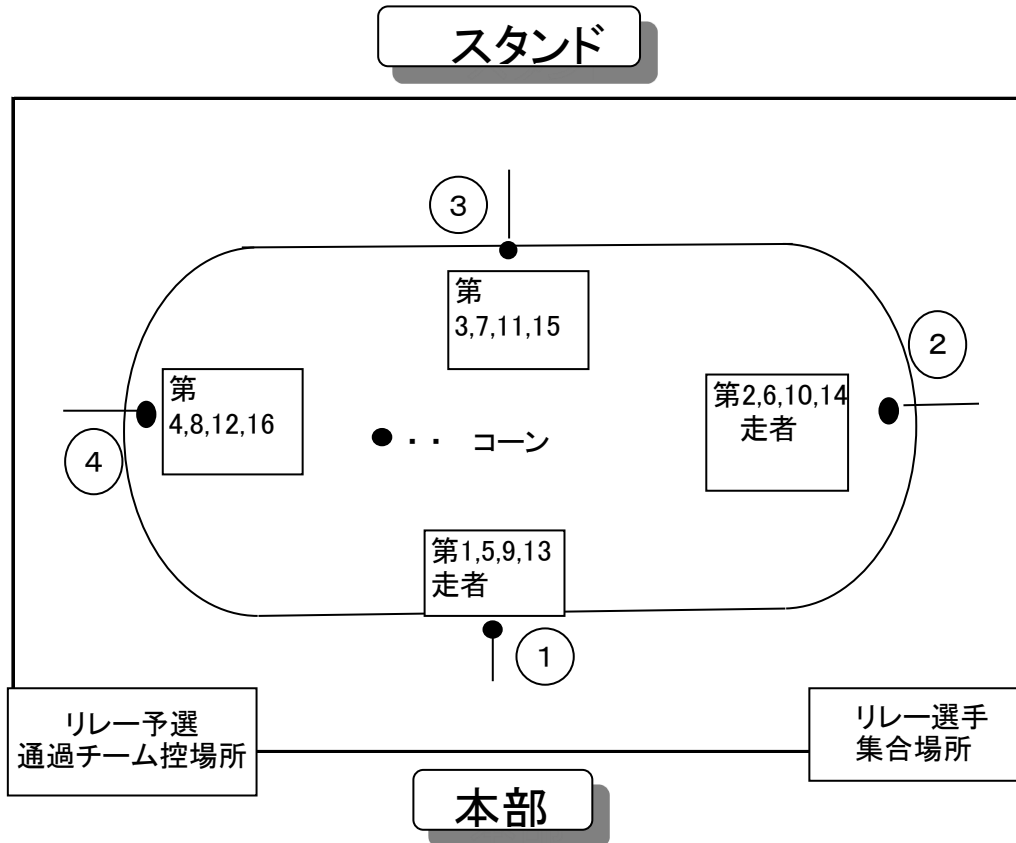 スタンド
③
第
3,7,11,15
②
第
4,8,12,16
第2,6,10,14
走者
・・ コーン
④
第1,5,9,13
走者
①
リレー予選
通過チーム控場所
リレー選手
集合場所
本部